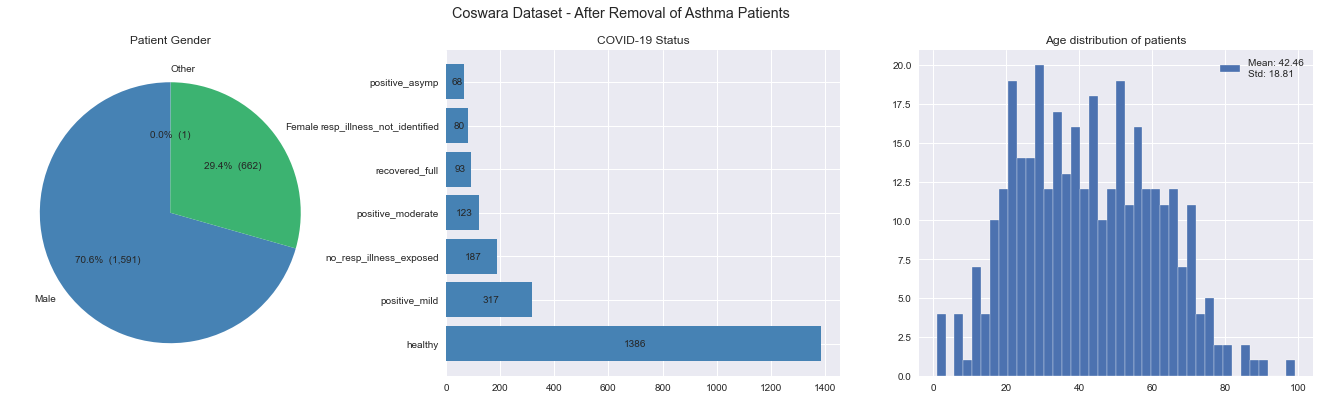 Coswara Dataset - After Removal of Asthma Patients
Patient Gender
Other
0.0% (1)
29.4% (662)
Female
70.6% (1,591)
Male
COVID-19 Status
positive_asymp
68
resp_illness_not_identified
80
recovered_full
93
positive_moderate
123
no_resp_illness_exposed
187
positive_mild
317
healthy
1386
0 200 400 600 800 1000 1200 1400
Age distribution of patients
Mean: 42.46
Std: 18.81
20.0
17.5
15.0
12.5
10.0
7.5
5.0
2.5
0.0
0 20 40 60 80 100